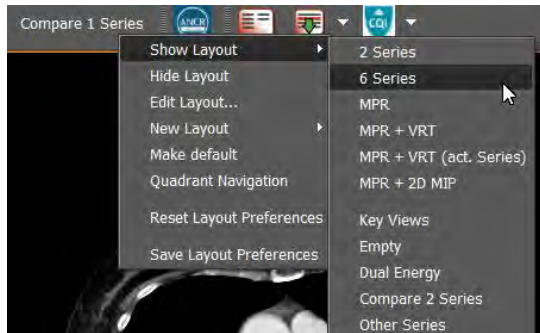 Compare 1 Series
ANCR
CQI
Show Layout
Hide Layout
Edit Layout...
New Layout
Make default
Quadrant Navigation
Reset Layout Preferences
Save Layout Preferences
2 Series
6 Series
MPR
MPR + VRT
MPR + VRT (act. Series)
MPR + 2D MIP
Key Views
Empty
Dual Energy
Compare 2 Series
Other Series